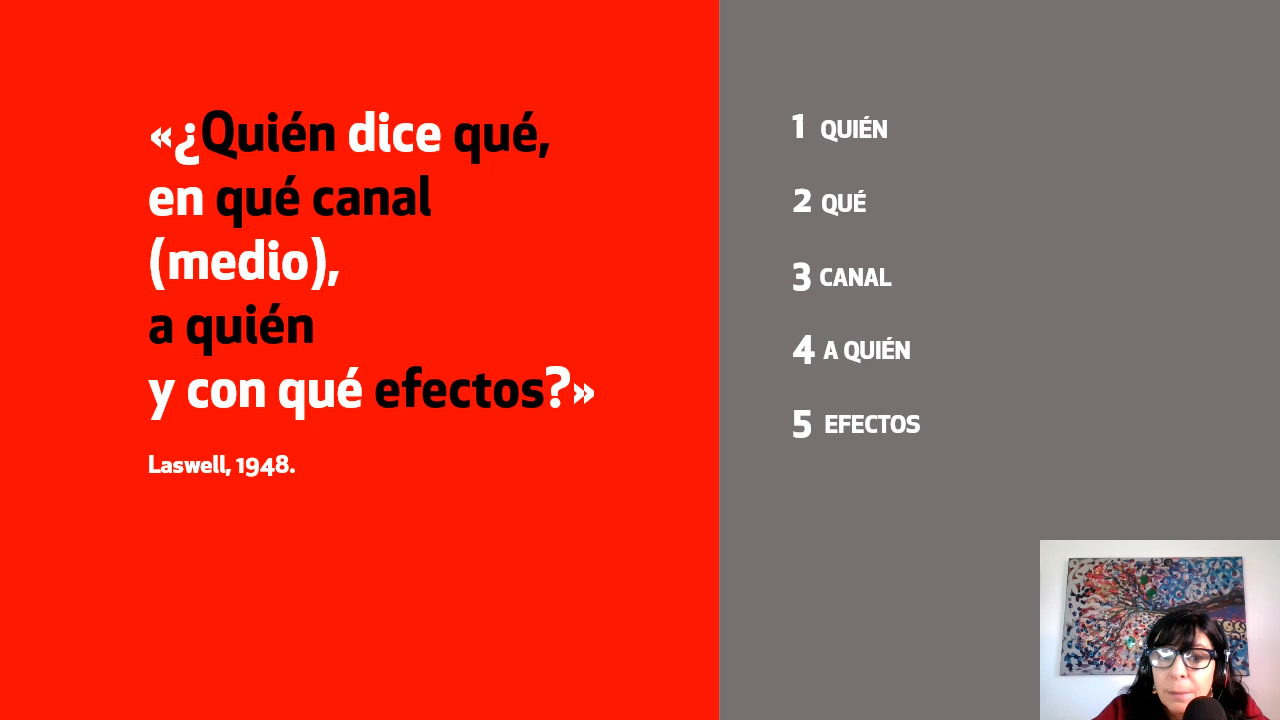 «¿Quién dice qué,
en qué canal
(medio),
a quién
y con qué efectos?»
Laswell, 1948.
1 QUIÉN
2 QUÉ
3 CANAL
4 A QUIÉN
5 EFECTOS